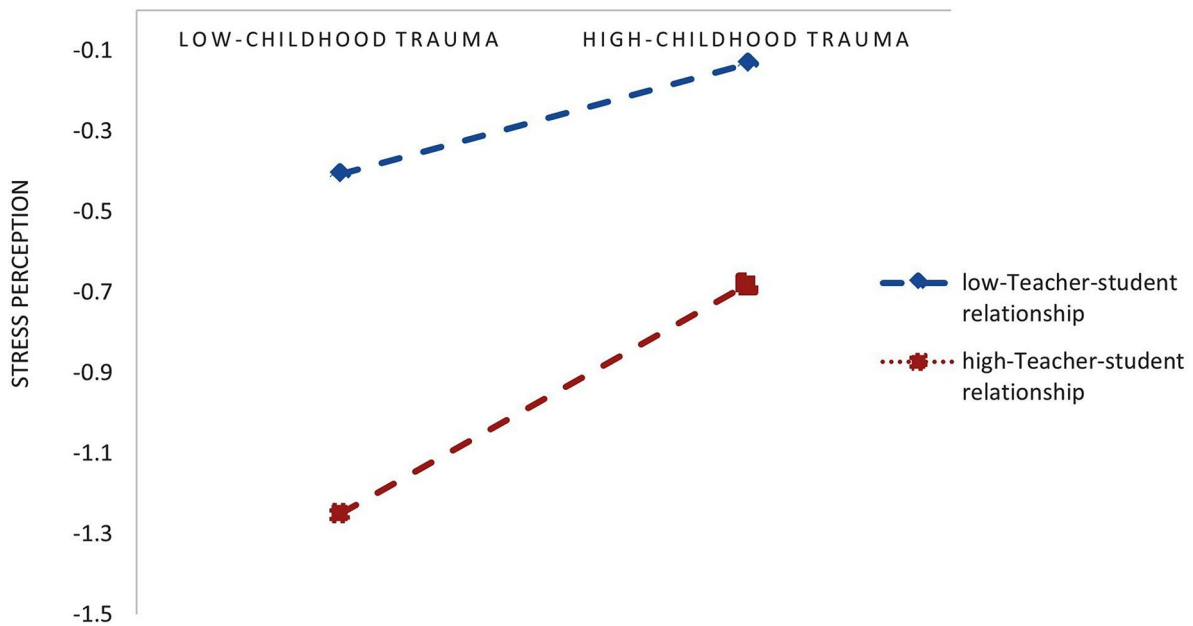 LOW-CHILDHOOD TRAUMA
HIGH-CHILDHOOD TRAUMA
-0.1
-0.3
-0.5
-0.7
-0.9
-1.1
-1.3
-1.5
STRESS PERCEPTION
low-Teacher-student
relationship
high-Teacher-student
relationship